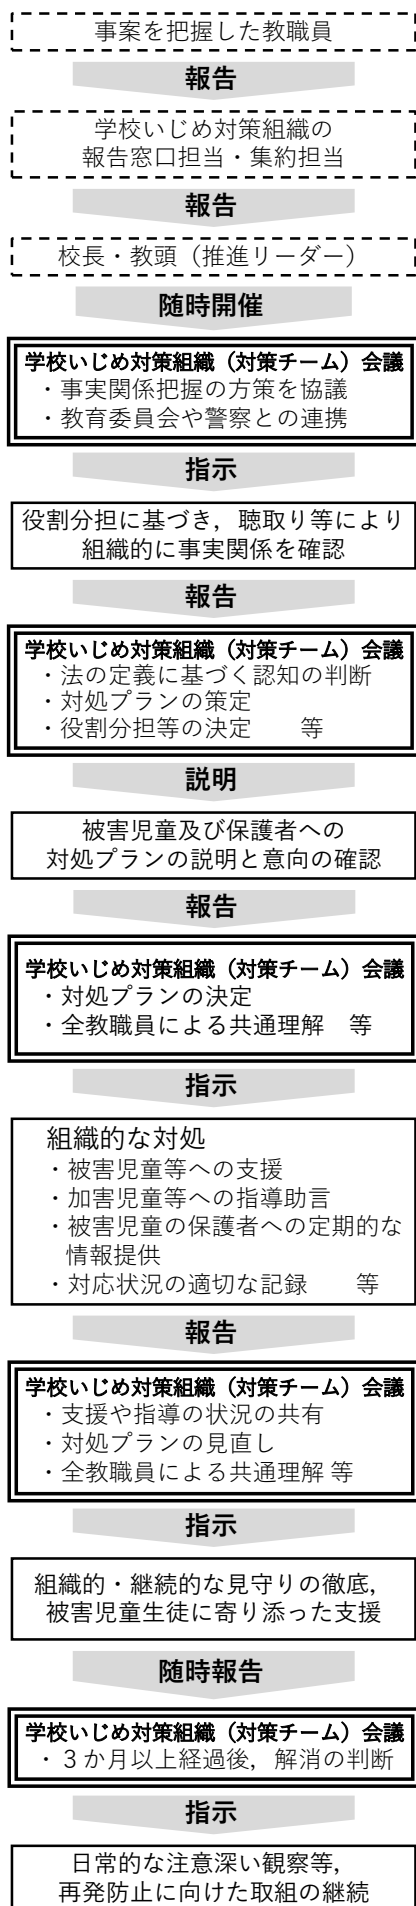 事案を把握した教職員
報告
学校いじめ対策組織の
報告窓口担当・集約担当
報告
校長・教頭（推進リーダー）
随時開催
学校いじめ対策組織（対策チーム）会議
・事実関係把握の方策を協議
・教育委員会や警察との連携
指示
役割分担に基づき，聴取り等により
組織的に事実関係を確認
報告
学校いじめ対策組織（対策チーム）会議
・法の定義に基づく認知の判断
・対処プランの策定
・役割分担等の決定　　等
説明
被害児童及び保護者への
対処プランの説明と意向の確認
報告
学校いじめ対策組織（対策チーム）会議
・対処プランの決定
・全教職員による共通理解　等
指示
組織的な対処
・被害児童等への支援
・加害児童等への指導助言
・被害児童の保護者への定期的な
情報提供
・対応状況の適切な記録　　等
報告
学校いじめ対策組織（対策チーム）会議
・支援や指導の状況の共有
・対処プランの見直し
・全教職員による共通理解 等
指示
組織的・継続的な見守りの徹底，
被害児童生徒に寄り添った支援
随時報告
学校いじめ対策組織（対策チーム）会議
・３か月以上経過後，解消の判断
指示
日常的な注意深い観察等，
再発防止に向けた取組の継続